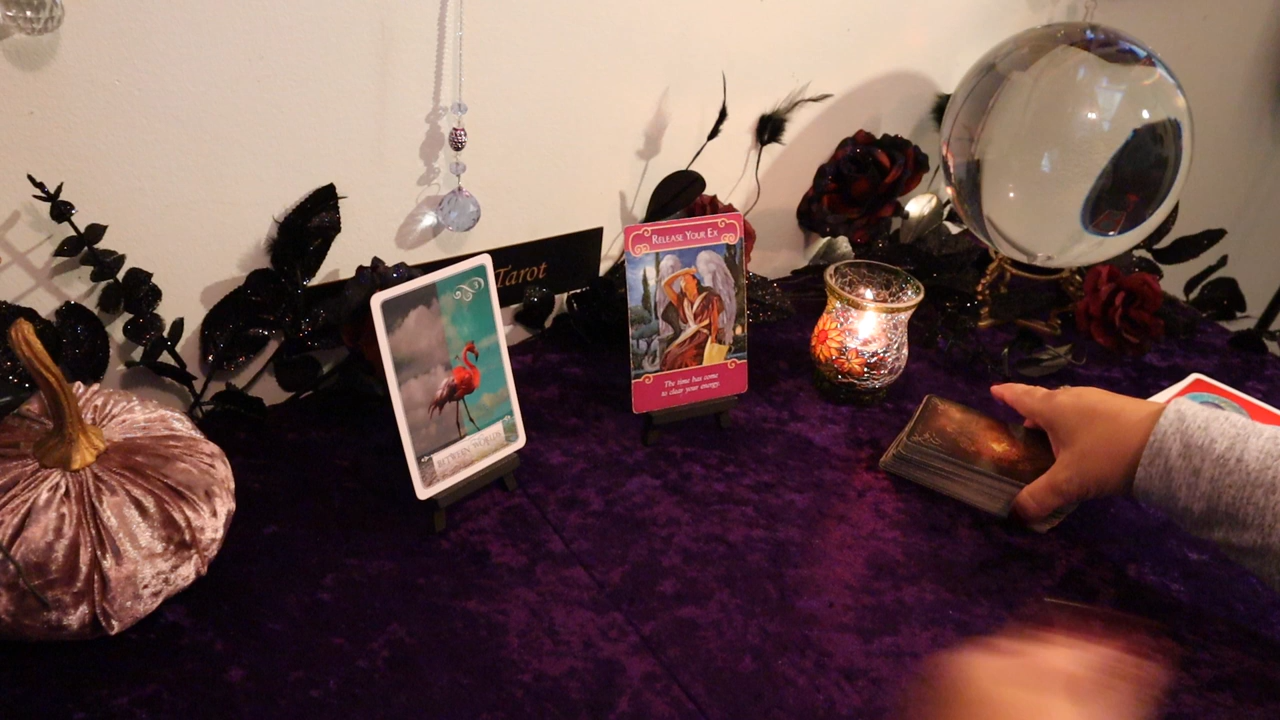 Tarot
RELEASE YOUR EX
The time has come
to clear your energy.
BETWEEN WORLDS